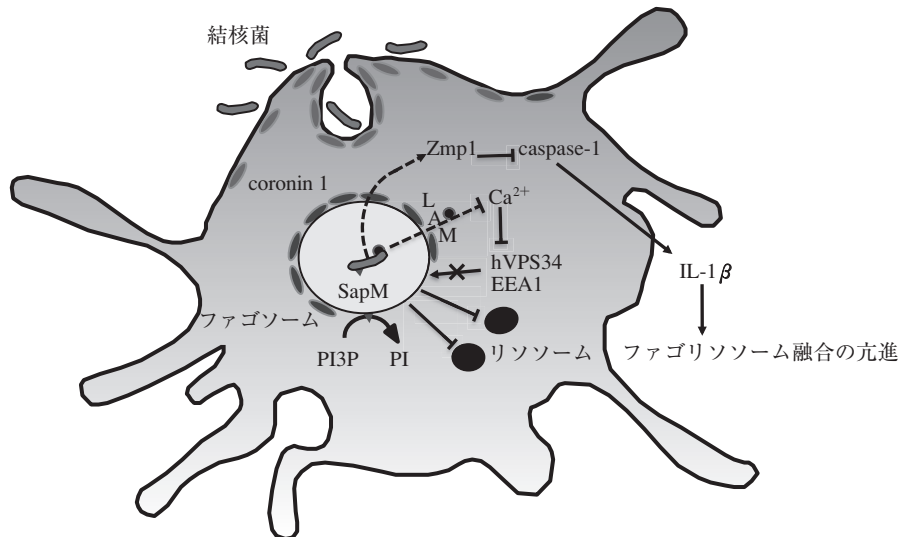 結核菌
Zmp1
caspase-1
coronin 1
LAM
Ca2+
hVPS34
EEA1
SapM
IL-1β
ファゴソーム
PI3P
PI
リソソーム
ファゴリソソーム融合の亢進